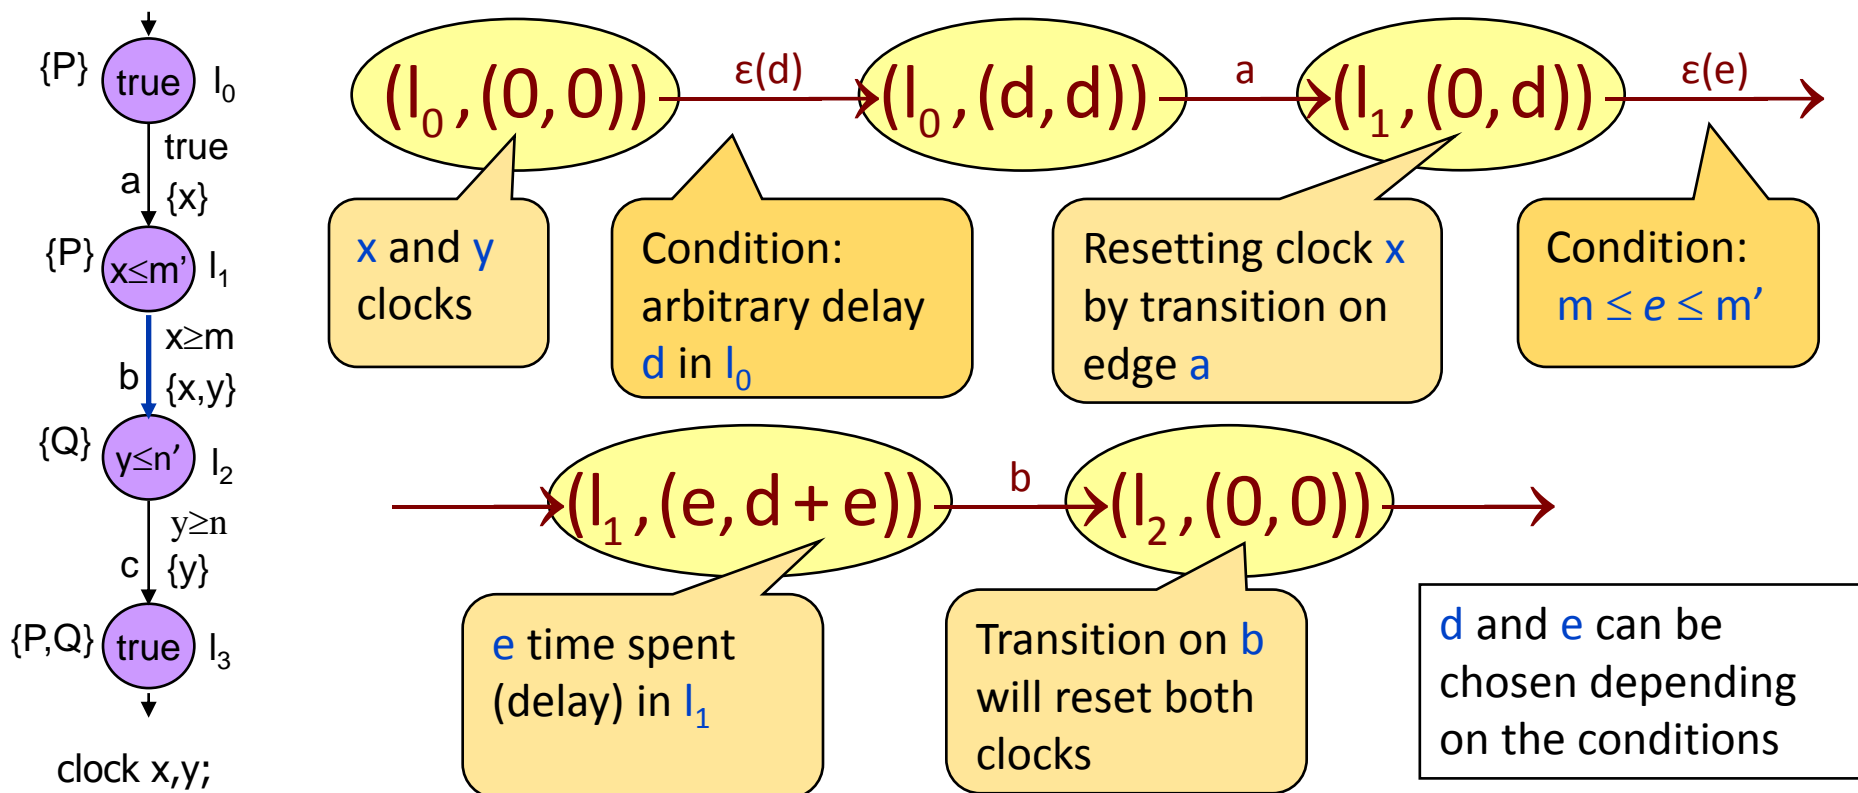 {P} true l0
true
a {x}
{P} x≤m' l1
x≥m
b {x,y}
{Q} y≤n' l2
y≥n
c {y}
{P,Q} true l3
clock x,y;
(l0,(0,0)) ε(d) (l0,(d,d)) a (l1,(0,d)) ε(e)
x and y
clocks
Condition:
arbitrary delay
d in l0
Resetting clock x
by transition on
edge a
Condition:
m ≤ e ≤ m'
(l1,(e,d+e)) b (l2,(0,0))
e time spent
(delay) in l1
Transition on b
will reset both
clocks
d and e can be
chosen depending
on the conditions